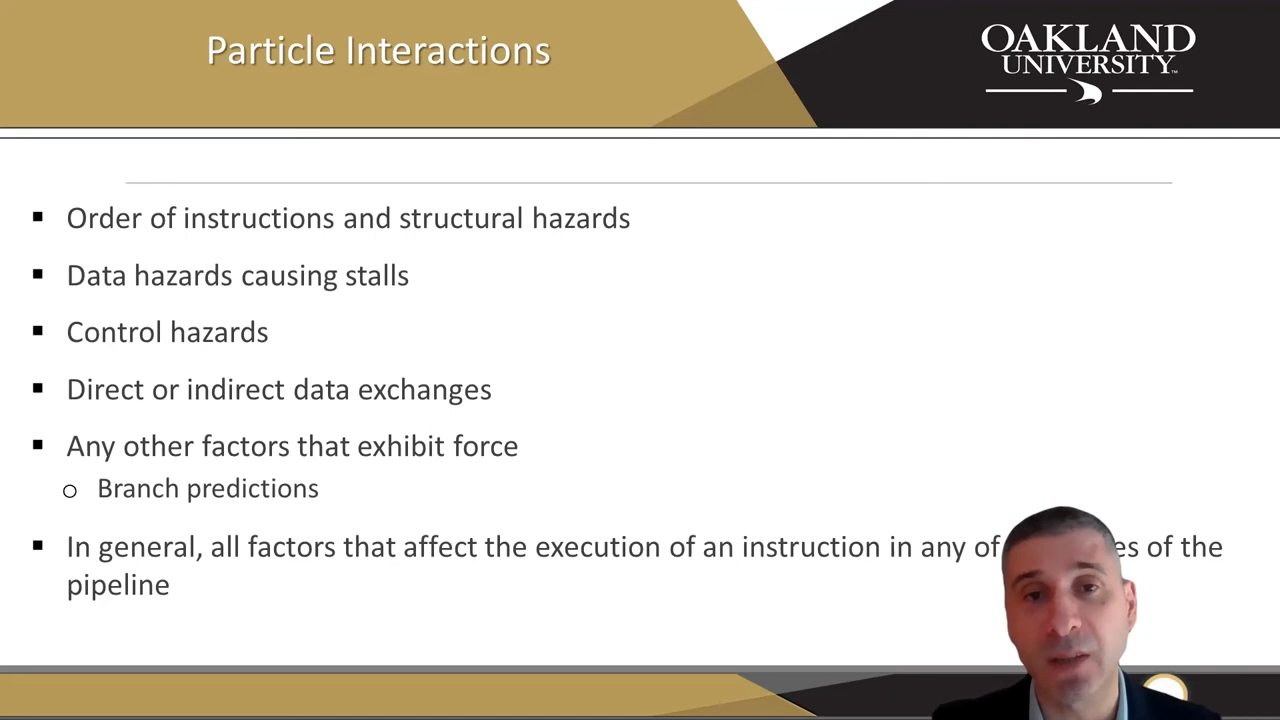 Particle Interactions
OAKLAND
UNIVERSITY™
Order of instructions and structural hazards
Data hazards causing stalls
Control hazards
Direct or indirect data exchanges
Any other factors that exhibit force
Branch predictions
In general, all factors that affect the execution of an instruction in any of of the
pipeline